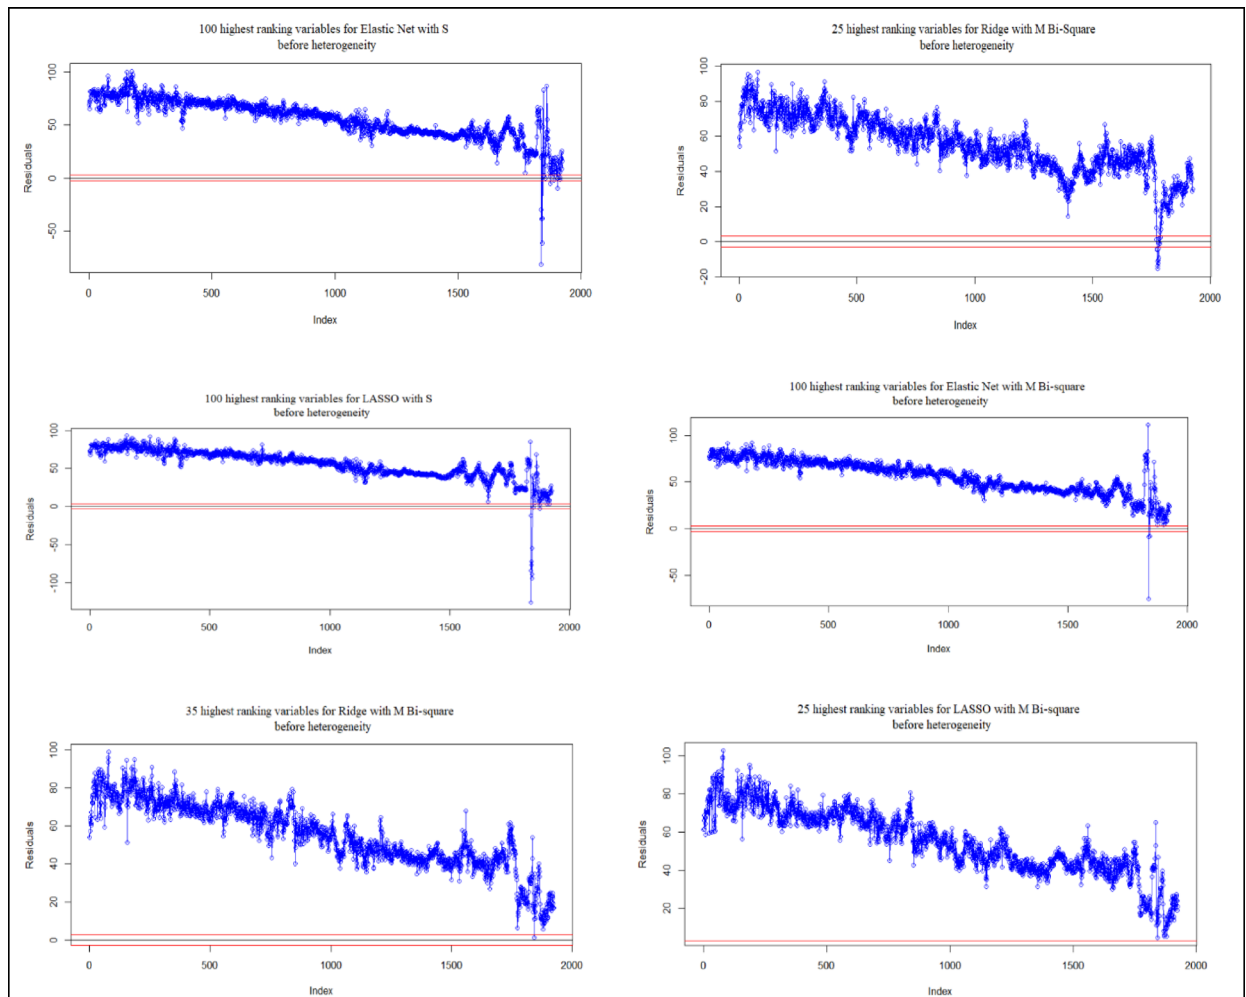 100 highest ranking variables for Elastic Net with S
before heterogeneity
Residuals
100
50
0
-50
0
500
1000
1500
2000
Index
25 highest ranking variables for Ridge with M Bi-Square
before heterogeneity
Residuals
100
80
60
40
20
0
-20
0
500
1000
1500
2000
Index
100 highest ranking variables for LASSO with S
before heterogeneity
Residuals
100
50
0
-50
-100
0
500
1000
1500
2000
Index
100 highest ranking variables for Elastic Net with M Bi-square
before heterogeneity
Residuals
100
50
0
-50
0
500
1000
1500
2000
Index
35 highest ranking variables for Ridge with M Bi-square
before heterogeneity
Residuals
100
80
60
40
20
0
0
500
1000
1500
2000
Index
25 highest ranking variables for LASSO with M Bi-square
before heterogeneity
Residuals
100
80
60
40
20
0
500
1000
1500
2000
Index